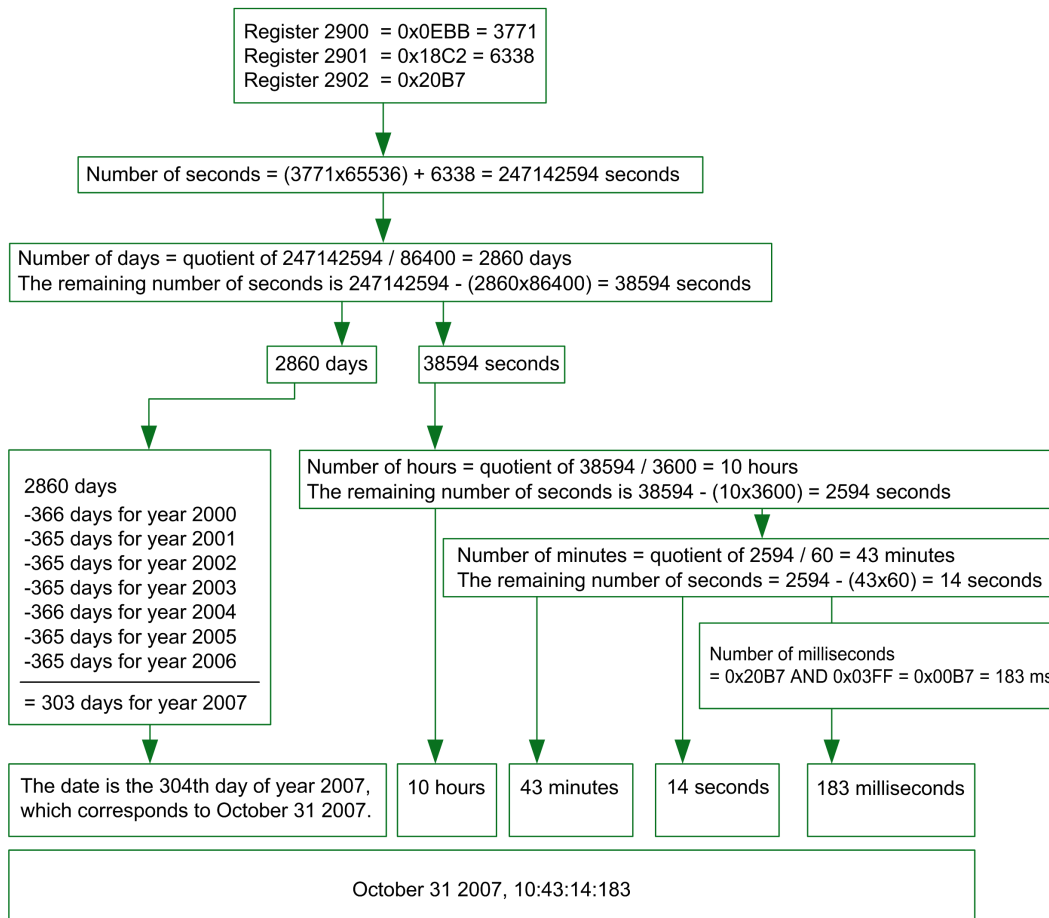 Register 2900 = 0x0EBB = 3771
Register 2901 = 0x18C2 = 6338
Register 2902 = 0x20B7
Number of seconds = (3771x65536) + 6338 = 247142594 seconds
Number of days = quotient of 247142594 / 86400 = 2860 days
The remaining number of seconds is 247142594 - (2860x86400) = 38594 seconds
2860 days
38594 seconds
2860 days
-366 days for year 2000
-365 days for year 2001
-365 days for year 2002
-365 days for year 2003
-366 days for year 2004
-365 days for year 2005
-365 days for year 2006
= 303 days for year 2007
Number of hours = quotient of 38594 / 3600 = 10 hours
The remaining number of seconds is 38594 - (10x3600) = 2594 seconds
Number of minutes = quotient of 2594 / 60 = 43 minutes
The remaining number of seconds = 2594 - (43x60) = 14 seconds
Number of milliseconds
= 0x20B7 AND 0x03FF = 0x00B7 = 183 ms
The date is the 304th day of year 2007,
which corresponds to October 31 2007.
10 hours
43 minutes
14 seconds
183 milliseconds
October 31 2007, 10:43:14:183